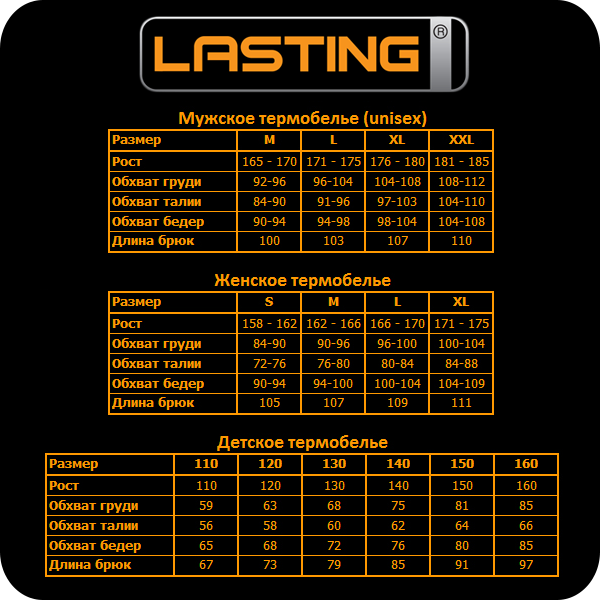 LASTING ®
Мужское термобелье (unisex)
Размер M L XL XXL
Рост 165 - 170 171 - 175 176 - 180 181 - 185
Обхват груди 92-96 96-104 104-108 108-112
Обхват талии 84-90 91-96 97-103 104-110
Обхват бедер 90-94 94-98 98-104 104-108
Длина брюк 100 103 107 110
Женское термобелье
Размер S M L XL
Рост 158 - 162 162 - 166 166 - 170 171 - 175
Обхват груди 84-90 90-96 96-100 100-104
Обхват талии 72-76 76-80 80-84 84-88
Обхват бедер 90-94 94-100 100-104 104-109
Длина брюк 105 107 109 111
Детское термобелье
Размер 110 120 130 140 150 160
Рост 110 120 130 140 150 160
Обхват груди 59 63 68 75 81 85
Обхват талии 56 58 60 62 64 66
Обхват бедер 65 68 72 76 80 85
Длина брюк 67 73 79 85 91 97